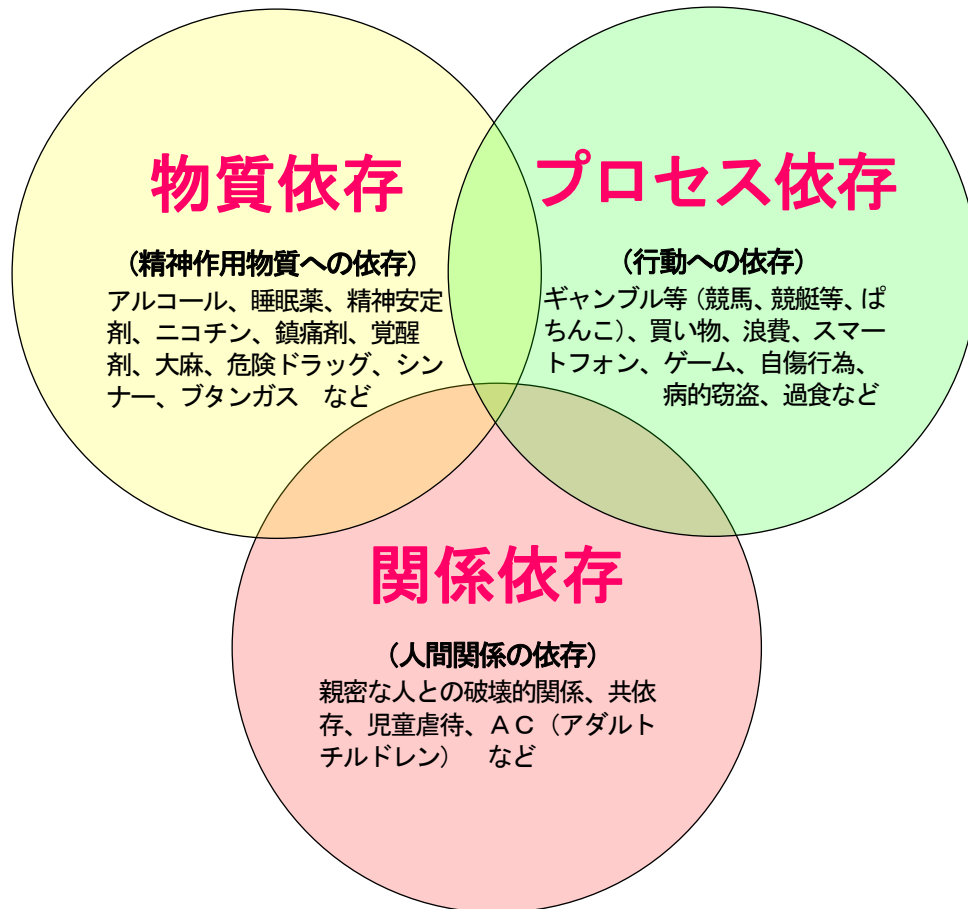 物質依存
（精神作用物質への依存）
アルコール、睡眠薬、精神安定
剤、ニコチン、鎮痛剤、覚醒
剤、大麻、危険ドラッグ、シン
ナー、ブタンガス　など
プロセス依存
（行動への依存）
ギャンブル等（競馬、競艇等、ぱ
ちんこ）、買い物、浪費、スマー
トフォン、ゲーム、自傷行為、
病的窃盗、過食など
関係依存
（人間関係の依存）
親密な人との破壊的関係、共依
存、児童虐待、ＡＣ（アダルト
チルドレン）　など